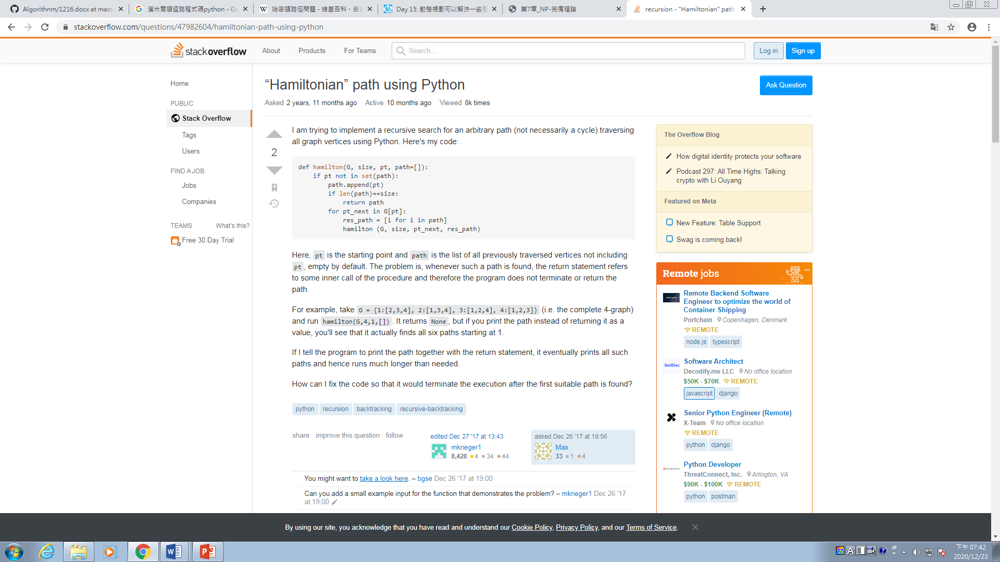 Algorithnm/1216.docx at maste
漢米爾頓迴路程式碼python - Go
哈密頓路徑問題 - 維基百科，自由
Day 15: 動態規劃可以解決一些著
第7章_NP-完備理論
recursion - "Hamiltonian" path
stackoverflow.com/questions/47982604/hamiltonian-path-using-python
stackoverflow
About
Products
For Teams
Search...
Log in
Sign up
Home
PUBLIC
Stack Overflow
Tags
Users
FIND A JOB
Jobs
Companies
TEAMS
What's this?
Free 30 Day Trial
“Hamiltonian” path using Python
Ask Question
Asked 2 years, 11 months ago Active 10 months ago Viewed 8k times
2
I am trying to implement a recursive search for an arbitrary path (not necessarily a cycle) traversing
all graph vertices using Python. Here's my code:
def hamilton(G, size, pt, path=[]):
if pt not in set(path):
path.append(pt)
if len(path)==size:
return path
for pt_next in G[pt]:
res_path = [i for i in path]
hamilton (G, size, pt_next, res_path)
Here, pt is the starting point and path is the list of all previously traversed vertices not including
pt, empty by default. The problem is, whenever such a path is found, the return statement refers
to some inner call of the procedure and therefore the program does not terminate or return the
path.
For example, take G = {1:[2,3,4], 2:[1,3,4], 3:[1,2,4], 4:[1,2,3]} (i.e. the complete 4-graph)
and run hamilton(G,4,1,[]). It returns None, but if you print the path instead of returning it as a
value, you'll see that it actually finds all six paths starting at 1.
If I tell the program to print the path together with the return statement, it eventually prints all such
paths and hence runs much longer than needed.
How can I fix the code so that it would terminate the execution after the first suitable path is found?
python recursion backtracking recursive-backtracking
share improve this question follow
edited Dec 27 '17 at 13:43
mkrieger1
8,428 4 34 44
asked Dec 26 '17 at 18:56
Max
33 1 4
You might want to take a look here. – bgse Dec 26 '17 at 19:00
Can you add a small example input for the function that demonstrates the problem? – mkrieger1 Dec 26 '17
at 19:00
The Overflow Blog
How digital identity protects your software
Podcast 297: All Time Highs: Talking
crypto with Li Ouyang
Featured on Meta
New Feature: Table Support
Swag is coming back!
Remote jobs
Remote Backend Software
Engineer to optimize the world of
Container Shipping
Portchain Copenhagen, Denmark
REMOTE
node.js typescript
SelfDec
Software Architect
Decodify.me LLC No office location
$50K - $70K REMOTE
javascript django
Senior Python Engineer (Remote)
X-Team No office location
REMOTE
python django
Python Developer
ThreatConnect, Inc. Arlington, VA
$90K - $100K REMOTE
python postman
By using our site, you acknowledge that you have read and understand our Cookie Policy, Privacy Policy, and our Terms of Service.
下午 07:42
2020/12/23